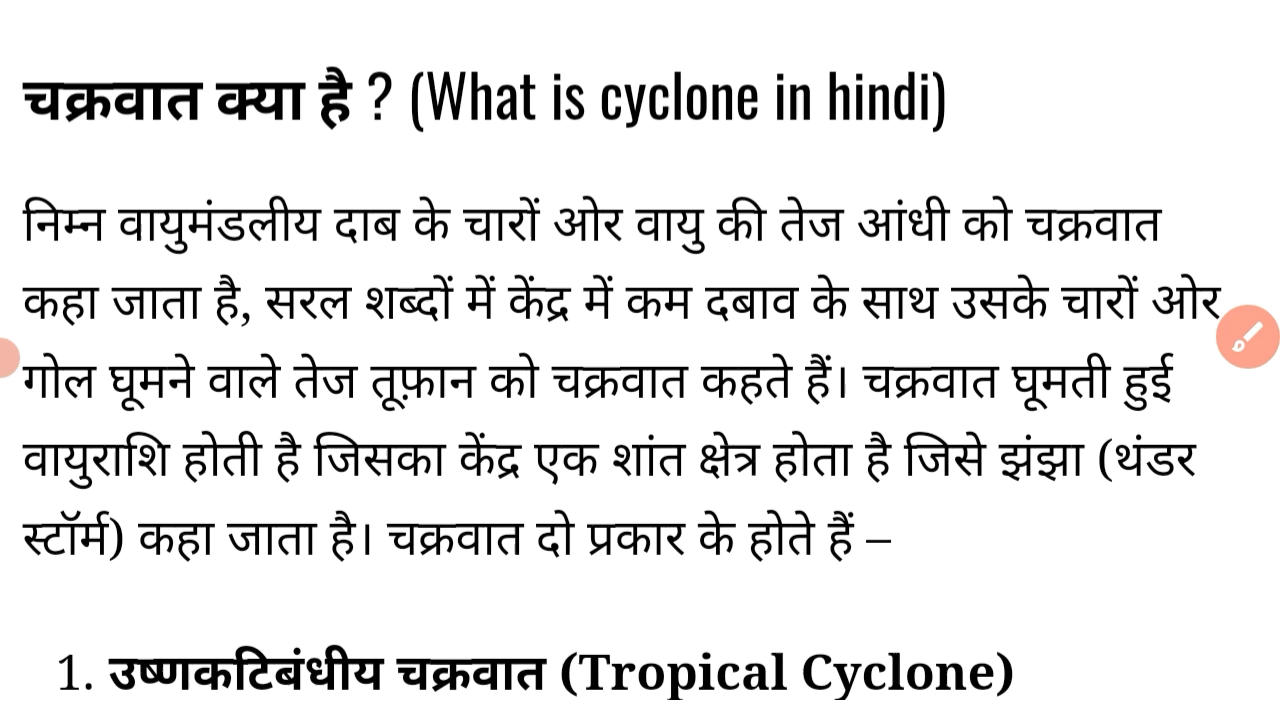 चक्रवात क्या है ? (What is cyclone in hindi)
निम्न वायुमंडलीय दाब के चारों ओर वायु की तेज आंधी को चक्रवात
कहा जाता है, सरल शब्दों में केंद्र में कम दबाव के साथ उसके चारों ओर
गोल घूमने वाले तेज तूफ़ान को चक्रवात कहते हैं। चक्रवात घूमती हुई
वायुराशि होती है जिसका केंद्र एक शांत क्षेत्र होता है जिसे झंझा (थंडर
स्टॉर्म) कहा जाता है। चक्रवात दो प्रकार के होते हैं –
1. उष्णकटिबंधीय चक्रवात (Tropical Cyclone)